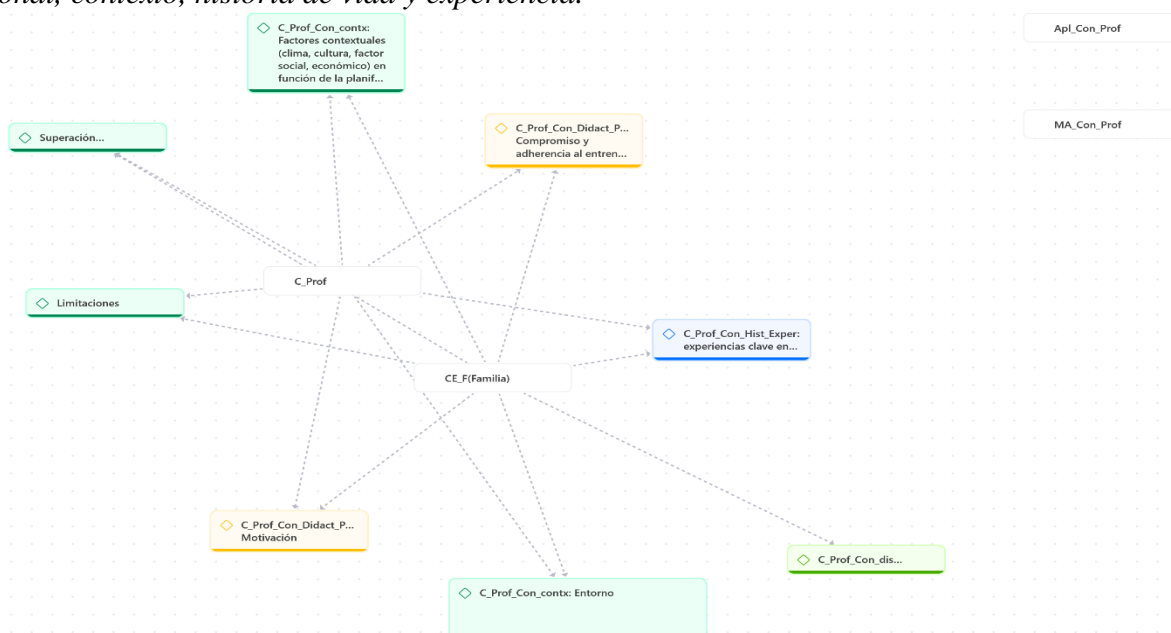 contexto, historia de vida y experiencia.
C_Prof_Con_contx:
Factores contextuales
(clima, cultura, factor
social, económico) en
función de la planif...
Apl_Con_Prof
C_Prof_Con_Didact_P...
Compromiso y
adherencia al entren...
MA_Con_Prof
Superación...
C_Prof
Limitaciones
C_Prof_Con_Hist_Exper:
experiencias clave en...
CE_F(Familia)
C_Prof_Con_Didact_P...
Motivación
C_Prof_Con_dis...
C_Prof_Con_contx: Entorno